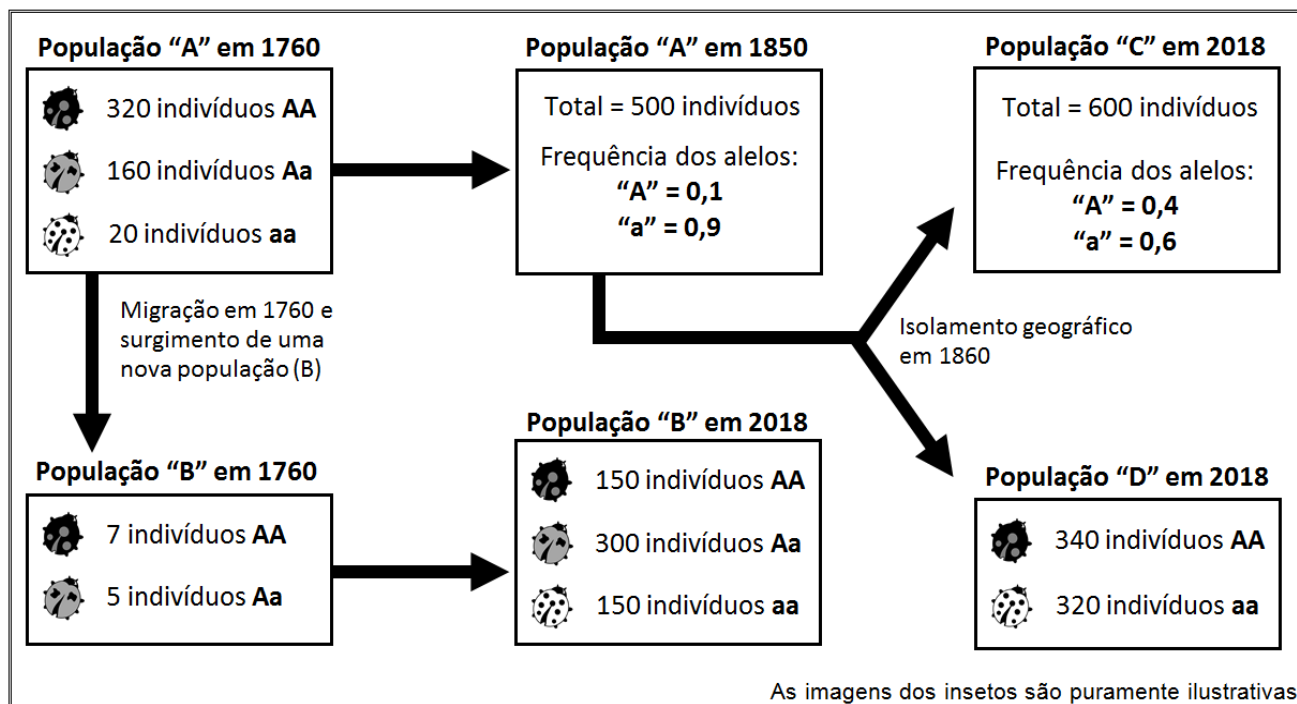 População “A” em 1760
320 indivíduos AA
160 indivíduos Aa
20 indivíduos aa
População “A” em 1850
Total = 500 indivíduos
Frequência dos alelos:
“A” = 0,1
“a” = 0,9
População “C” em 2018
Total = 600 indivíduos
Frequência dos alelos:
“A” = 0,4
“a” = 0,6
Migração em 1760 e
surgimento de uma
nova população (B)
Isolamento geográfico
em 1860
População “B” em 1760
7 indivíduos AA
5 indivíduos Aa
População “B” em 2018
150 indivíduos AA
300 indivíduos Aa
150 indivíduos aa
População “D” em 2018
340 indivíduos AA
320 indivíduos aa
As imagens dos insetos são puramente ilustrativas